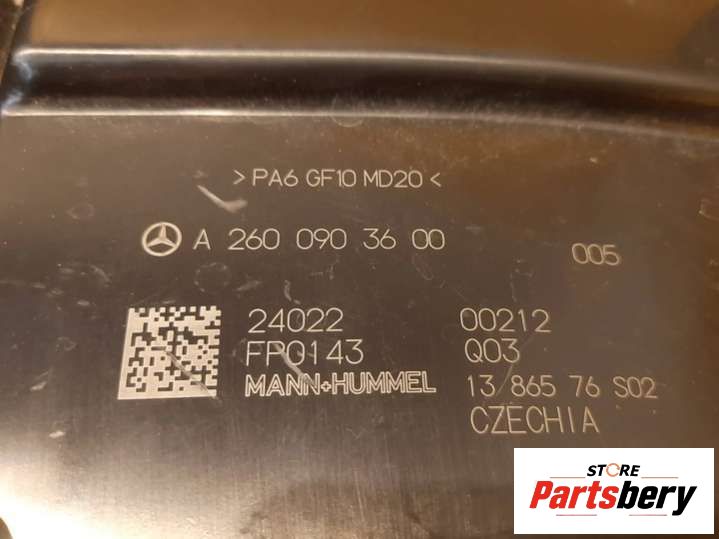 >PA6 GF10 MD20<
A 260 090 36 00
005
24022 00212
FP0143 Q03
MANN+HUMMEL 13 865 76 S02
CZECHIA
STORE
Partsbery